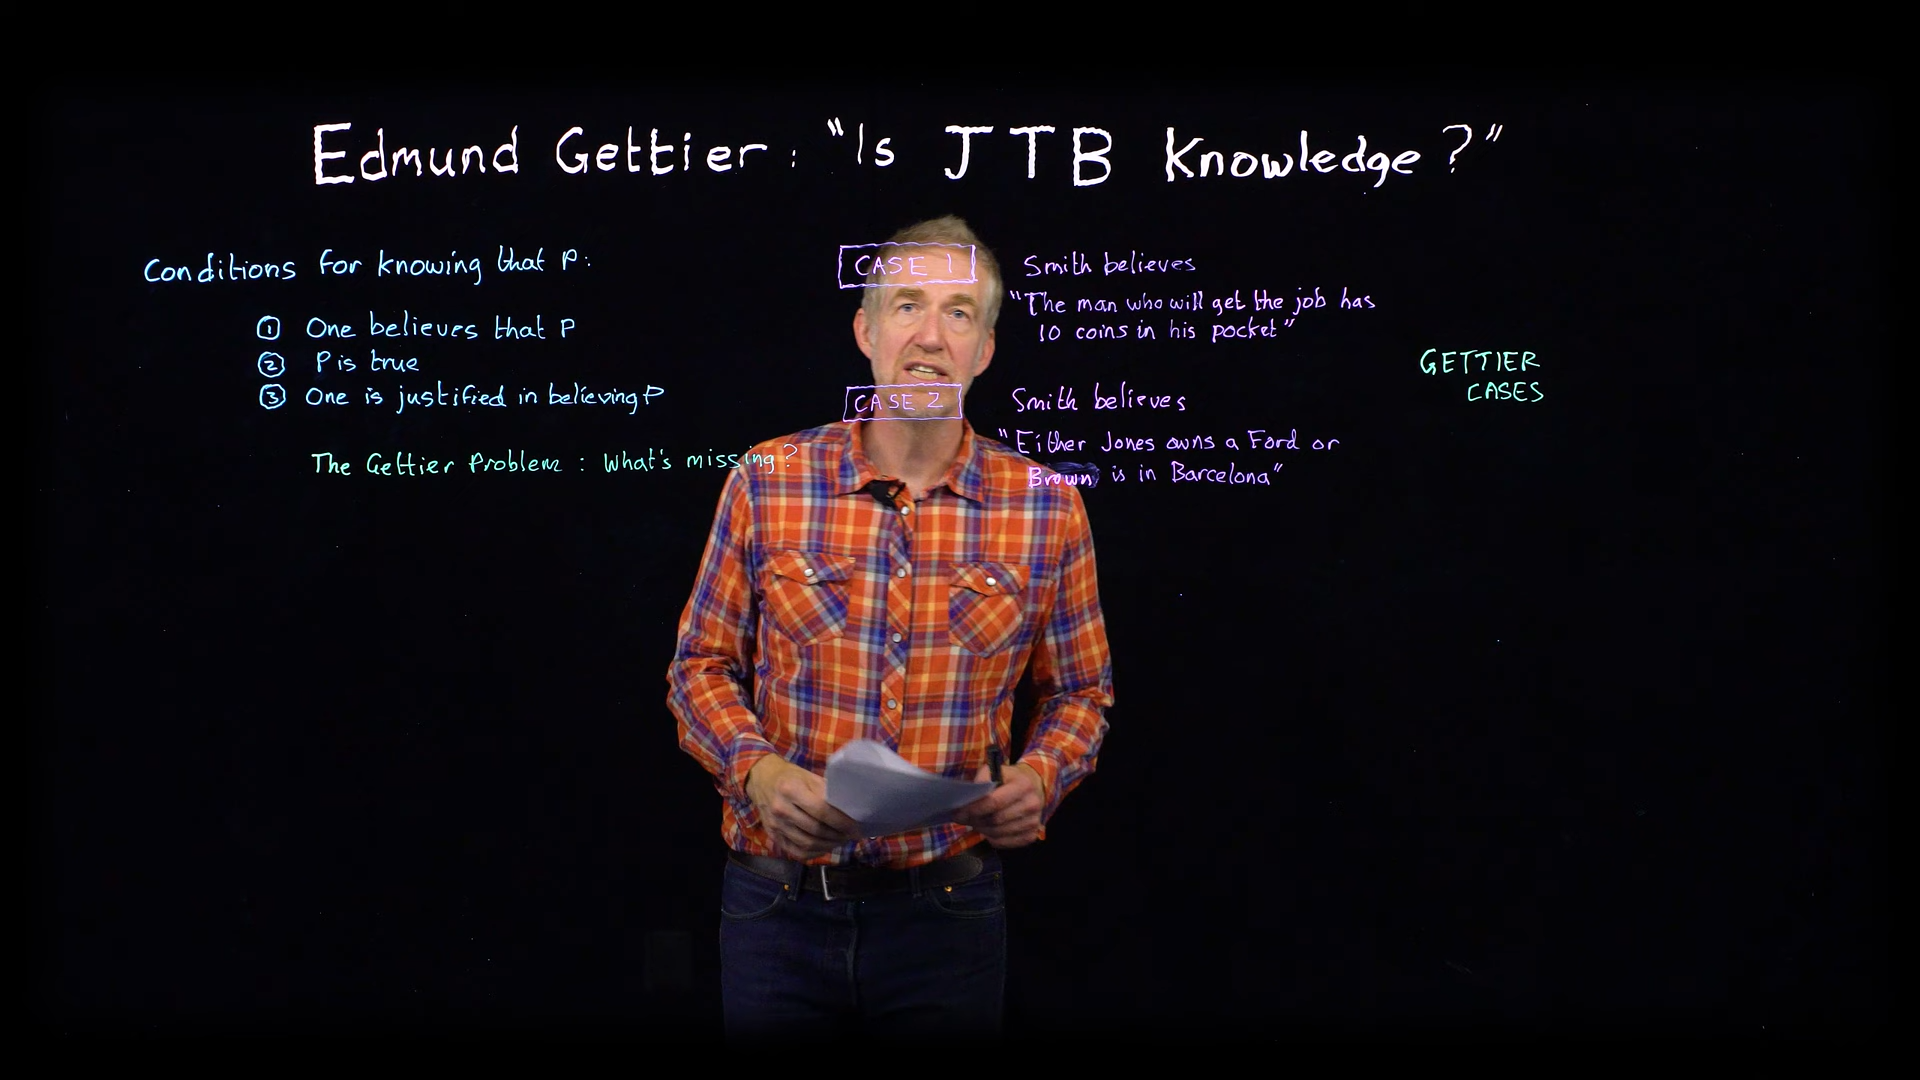 Edmund Gettier: "Is JTB Knowledge?"
Conditions for knowing that P:
① One believes that P
② P is true
③ One is justified in believing P
The Gettier Problem: What's missing?
CASE 1
Smith believes
"The man who will get the job has
10 coins in his pocket"
CASE 2
Smith believes
"Either Jones owns a Ford or
Brown is in Barcelona"
GETTIER
CASES